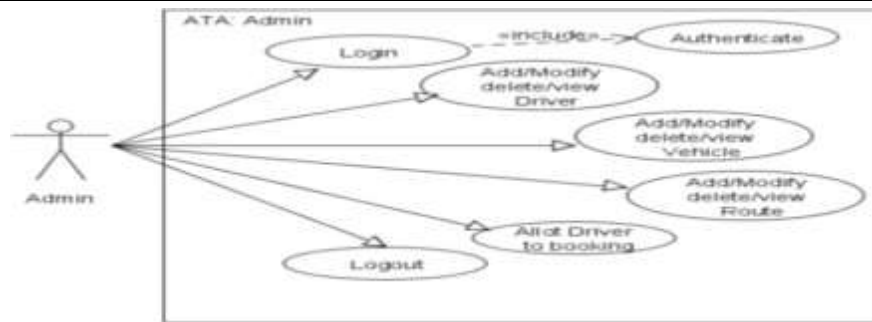 ATA: Admin
Login
«include»
Authenticate
Add/Modify
delete/view
Driver
Add/Modify
delete/view
Vehicle
Admin
Add/Modify
delete/view
Route
Allot Driver
to booking
Logout